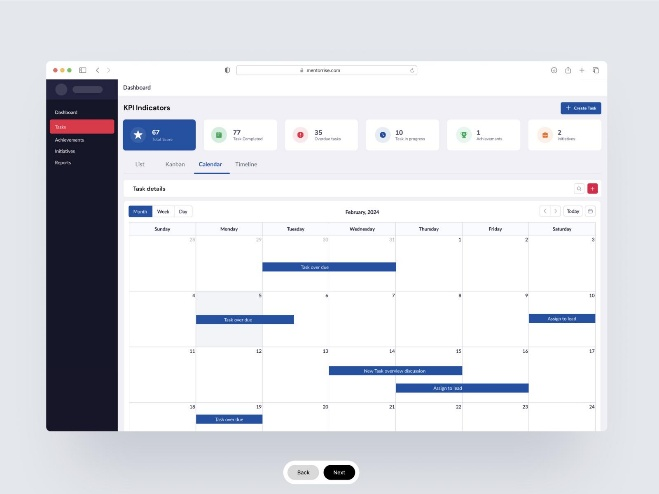 mentorrise.com
Dashboard
Dashboard
Tasks
Achievements
Initiatives
Reports
KPI Indicators
+ Create Task
67
Total Score
77
Task Completed
35
Overdue tasks
10
Task in progress
1
Achievements
2
Initiatives
List Kanban Calendar Timeline
Task details
Month Week Day
February, 2024
Today
Sunday Monday Tuesday Wednesday Thursday Friday Saturday
28 29 30 31 1 2 3
Task over due
4 5 6 7 8 9 10
Task over due
Assign to lead
11 12 13 14 15 16 17
New Task overview discussion
Assign to lead
18 19 20 21 22 23 24
Task over due
Back Next